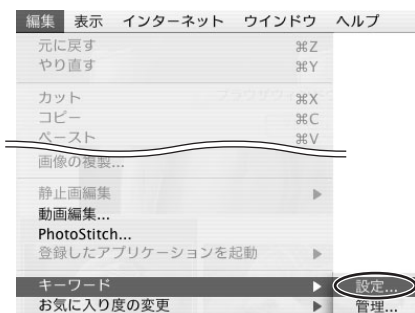 編集 表示 インターネット ウインドウ ヘルプ
元に戻す ⌘Z
やり直す ⌘Y
カット ⌘X
コピー ⌘C
ペースト ⌘V
画像の複製...
静止画編集 ▶
動画編集...
PhotoStitch...
登録したアプリケーションを起動 ▶
キーワード ▶ 設定...
お気に入り度の変更 ▶ 管理...